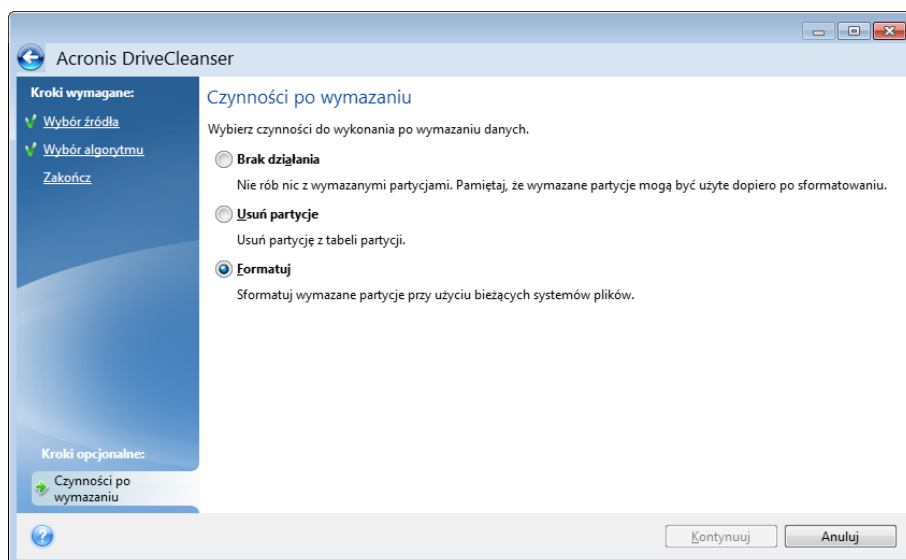 Acronis DriveCleanser
Kroki wymagane:
Wybór źródła
Wybór algorytmu
Zakończ
Kroki opcjonalne:
Czynności po
wymazaniu
Czynności po wymazaniu
Wybierz czynności do wykonania po wymazaniu danych.
Brak działania
Nie rób nic z wymazanymi partycjami. Pamiętaj, że wymazane partycje mogą być użyte dopiero po sformatowaniu.
Usuń partycje
Usuń partycję z tabeli partycji.
Formatuj
Sformatuj wymazane partycje przy użyciu bieżących systemów plików.
Kontynuuj
Anuluj